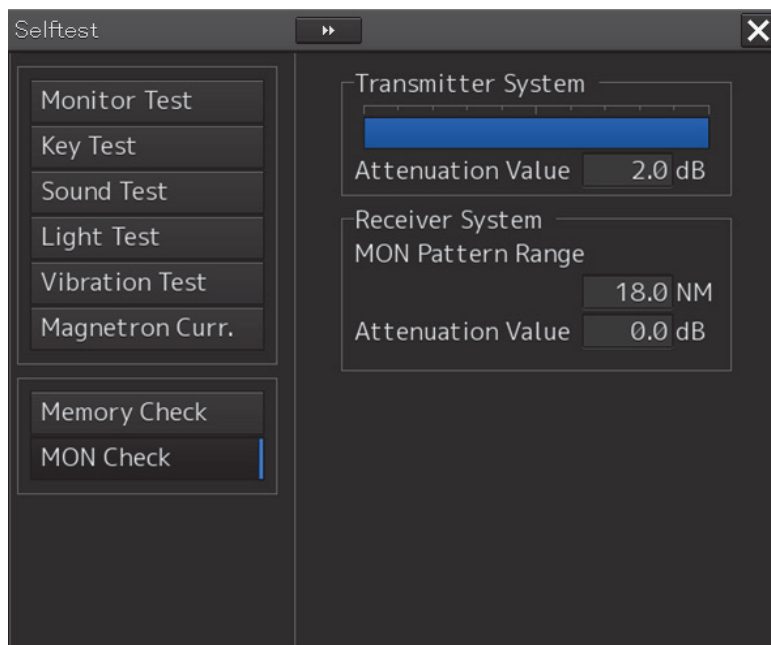 Selftest
Monitor Test
Key Test
Sound Test
Light Test
Vibration Test
Magnetron Curr.
Memory Check
MON Check
Transmitter System
Attenuation Value 2.0 dB
Receiver System
MON Pattern Range
18.0 NM
Attenuation Value 0.0 dB